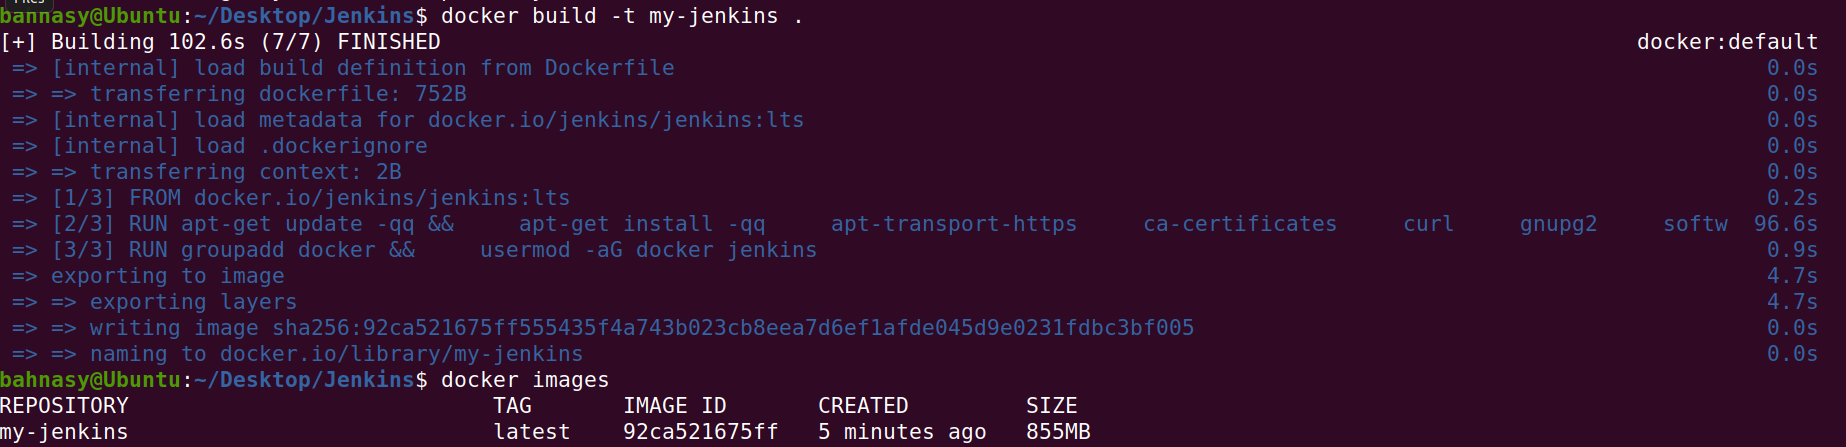 bahnasy@Ubuntu:~/Desktop/Jenkins$ docker build -t my-jenkins .
[+] Building 102.6s (7/7) FINISHED docker:default
=> [internal] load build definition from Dockerfile 0.0s
=> => transferring dockerfile: 752B 0.0s
=> [internal] load metadata for docker.io/jenkins/jenkins:lts 0.0s
=> [internal] load .dockerignore 0.0s
=> => transferring context: 2B 0.0s
=> [1/3] FROM docker.io/jenkins/jenkins:lts 0.2s
=> [2/3] RUN apt-get update -qq && apt-get install -qq apt-transport-https ca-certificates curl gnupg2 softw 96.6s
=> [3/3] RUN groupadd docker && usermod -aG docker jenkins 0.9s
=> exporting to image 4.7s
=> => exporting layers 4.7s
=> => writing image sha256:92ca521675ff555435f4a743b023cb8eea7d6ef1afde045d9e0231fdbc3bf005 0.0s
=> => naming to docker.io/library/my-jenkins 0.0s
bahnasy@Ubuntu:~/Desktop/Jenkins$ docker images
REPOSITORY TAG IMAGE ID CREATED SIZE
my-jenkins latest 92ca521675ff 5 minutes ago 855MB